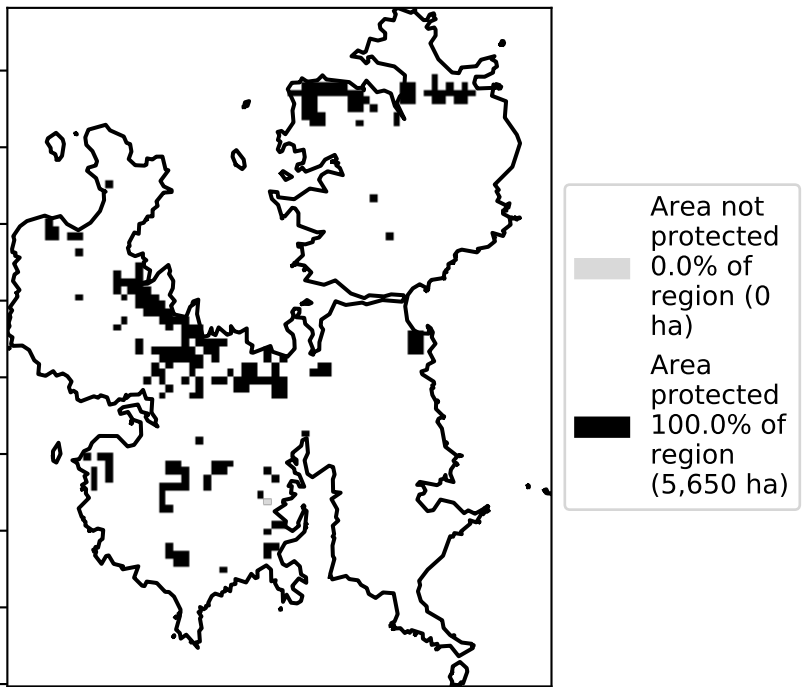 Area not
protected
0.0% of
region (0
ha)
Area
protected
100.0% of
region
(5,650 ha)